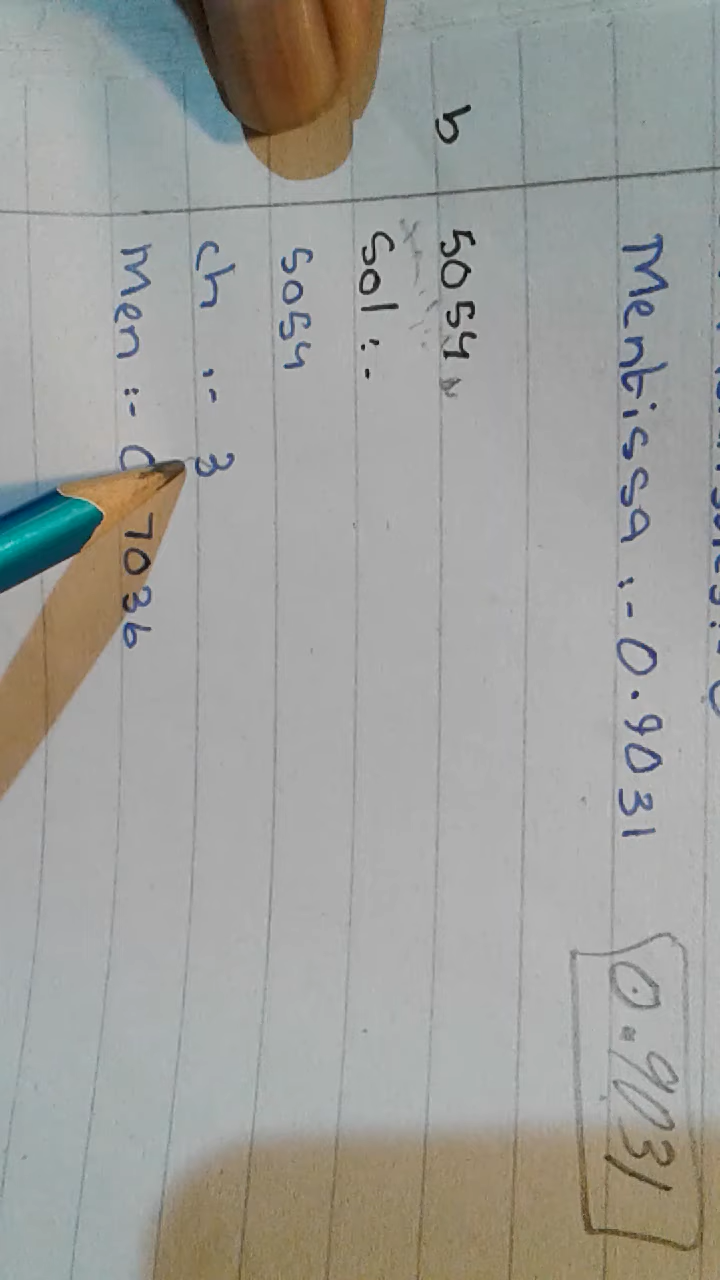 Mentissa :- 0.9031 0.9031
b 5054
Sol :-
5054
ch :- 3
Men :- 0 7036